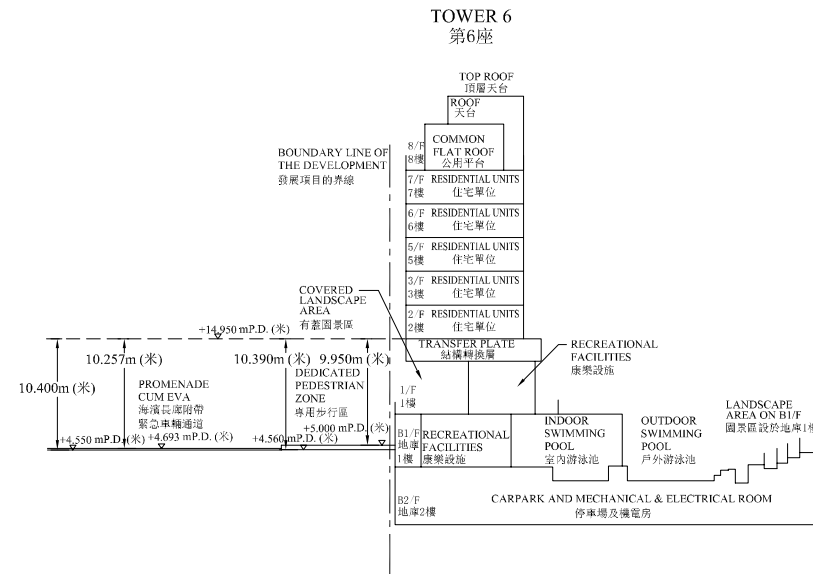 TOWER 6
第6座
TOP ROOF
頂層天台
ROOF
天台
8/F
8樓
COMMON
FLAT ROOF
公用平台
BOUNDARY LINE OF
THE DEVELOPMENT
發展項目的界線
7/F RESIDENTIAL UNITS
7樓 住宅單位
6/F RESIDENTIAL UNITS
6樓 住宅單位
5/F RESIDENTIAL UNITS
5樓 住宅單位
3/F RESIDENTIAL UNITS
3樓 住宅單位
2/F RESIDENTIAL UNITS
2樓 住宅單位
COVERED
LANDSCAPE
AREA
有蓋園景區
+14.950 mP.D. (米)
TRANSFER PLATE
結構轉換層
RECREATIONAL
FACILITIES
康樂設施
10.400m (米)
10.257m (米)
10.390m (米)
9.950m (米)
PROMENADE
CUM EVA
海濱長廊附帶
緊急車輛通道
DEDICATED
PEDESTRIAN
ZONE
專用步行區
1/F
1樓
+4.550 mP.D. (米)
+4.693 mP.D. (米)
+4.560 mP.D. (米)
+5.000 mP.D. (米)
B1/F
地庫
1樓
RECREATIONAL
FACILITIES
康樂設施
INDOOR
SWIMMING
POOL
室內游泳池
OUTDOOR
SWIMMING
POOL
戶外游泳池
LANDSCAPE
AREA ON B1/F
園景區設於地庫1樓
B2/F
地庫2樓
CARPARK AND MECHANICAL & ELECTRICAL ROOM
停車場及機電房